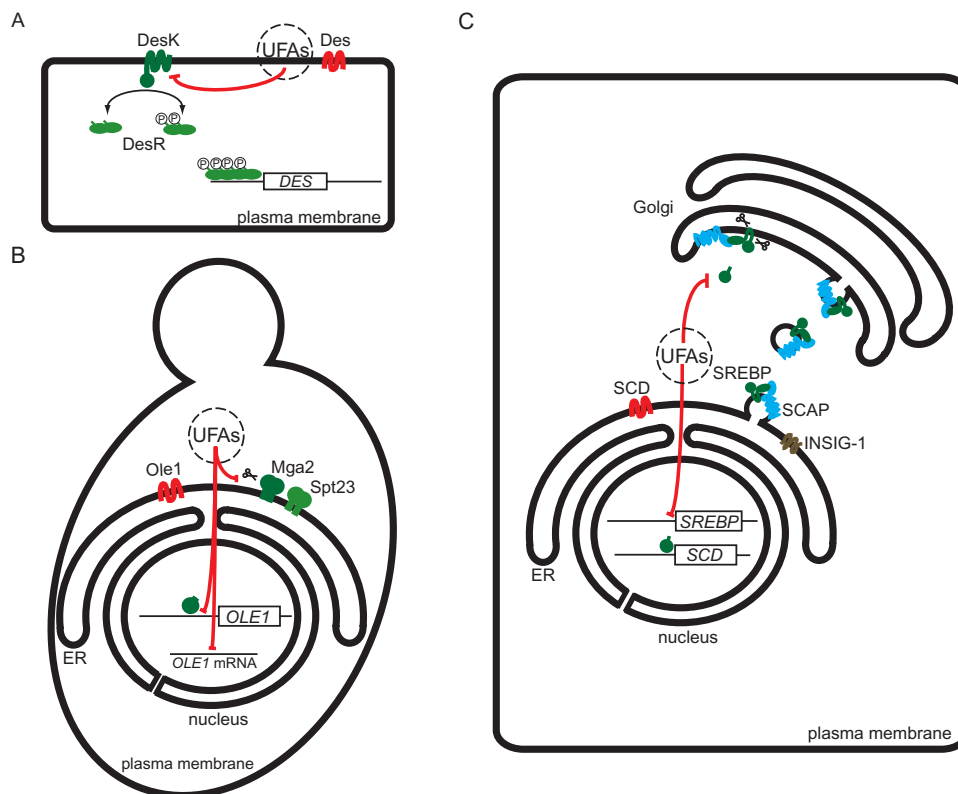 A
DesK
UFAs
Des
P P
DesR
P P P P
DES
plasma membrane
B
UFAs
Ole1
Mga2
Spt23
OLE1
OLE1 mRNA
ER
nucleus
plasma membrane
C
Golgi
UFAs
SREBP
SCD
SCAP
INSIG-1
SREBP
SCD
ER
nucleus
plasma membrane